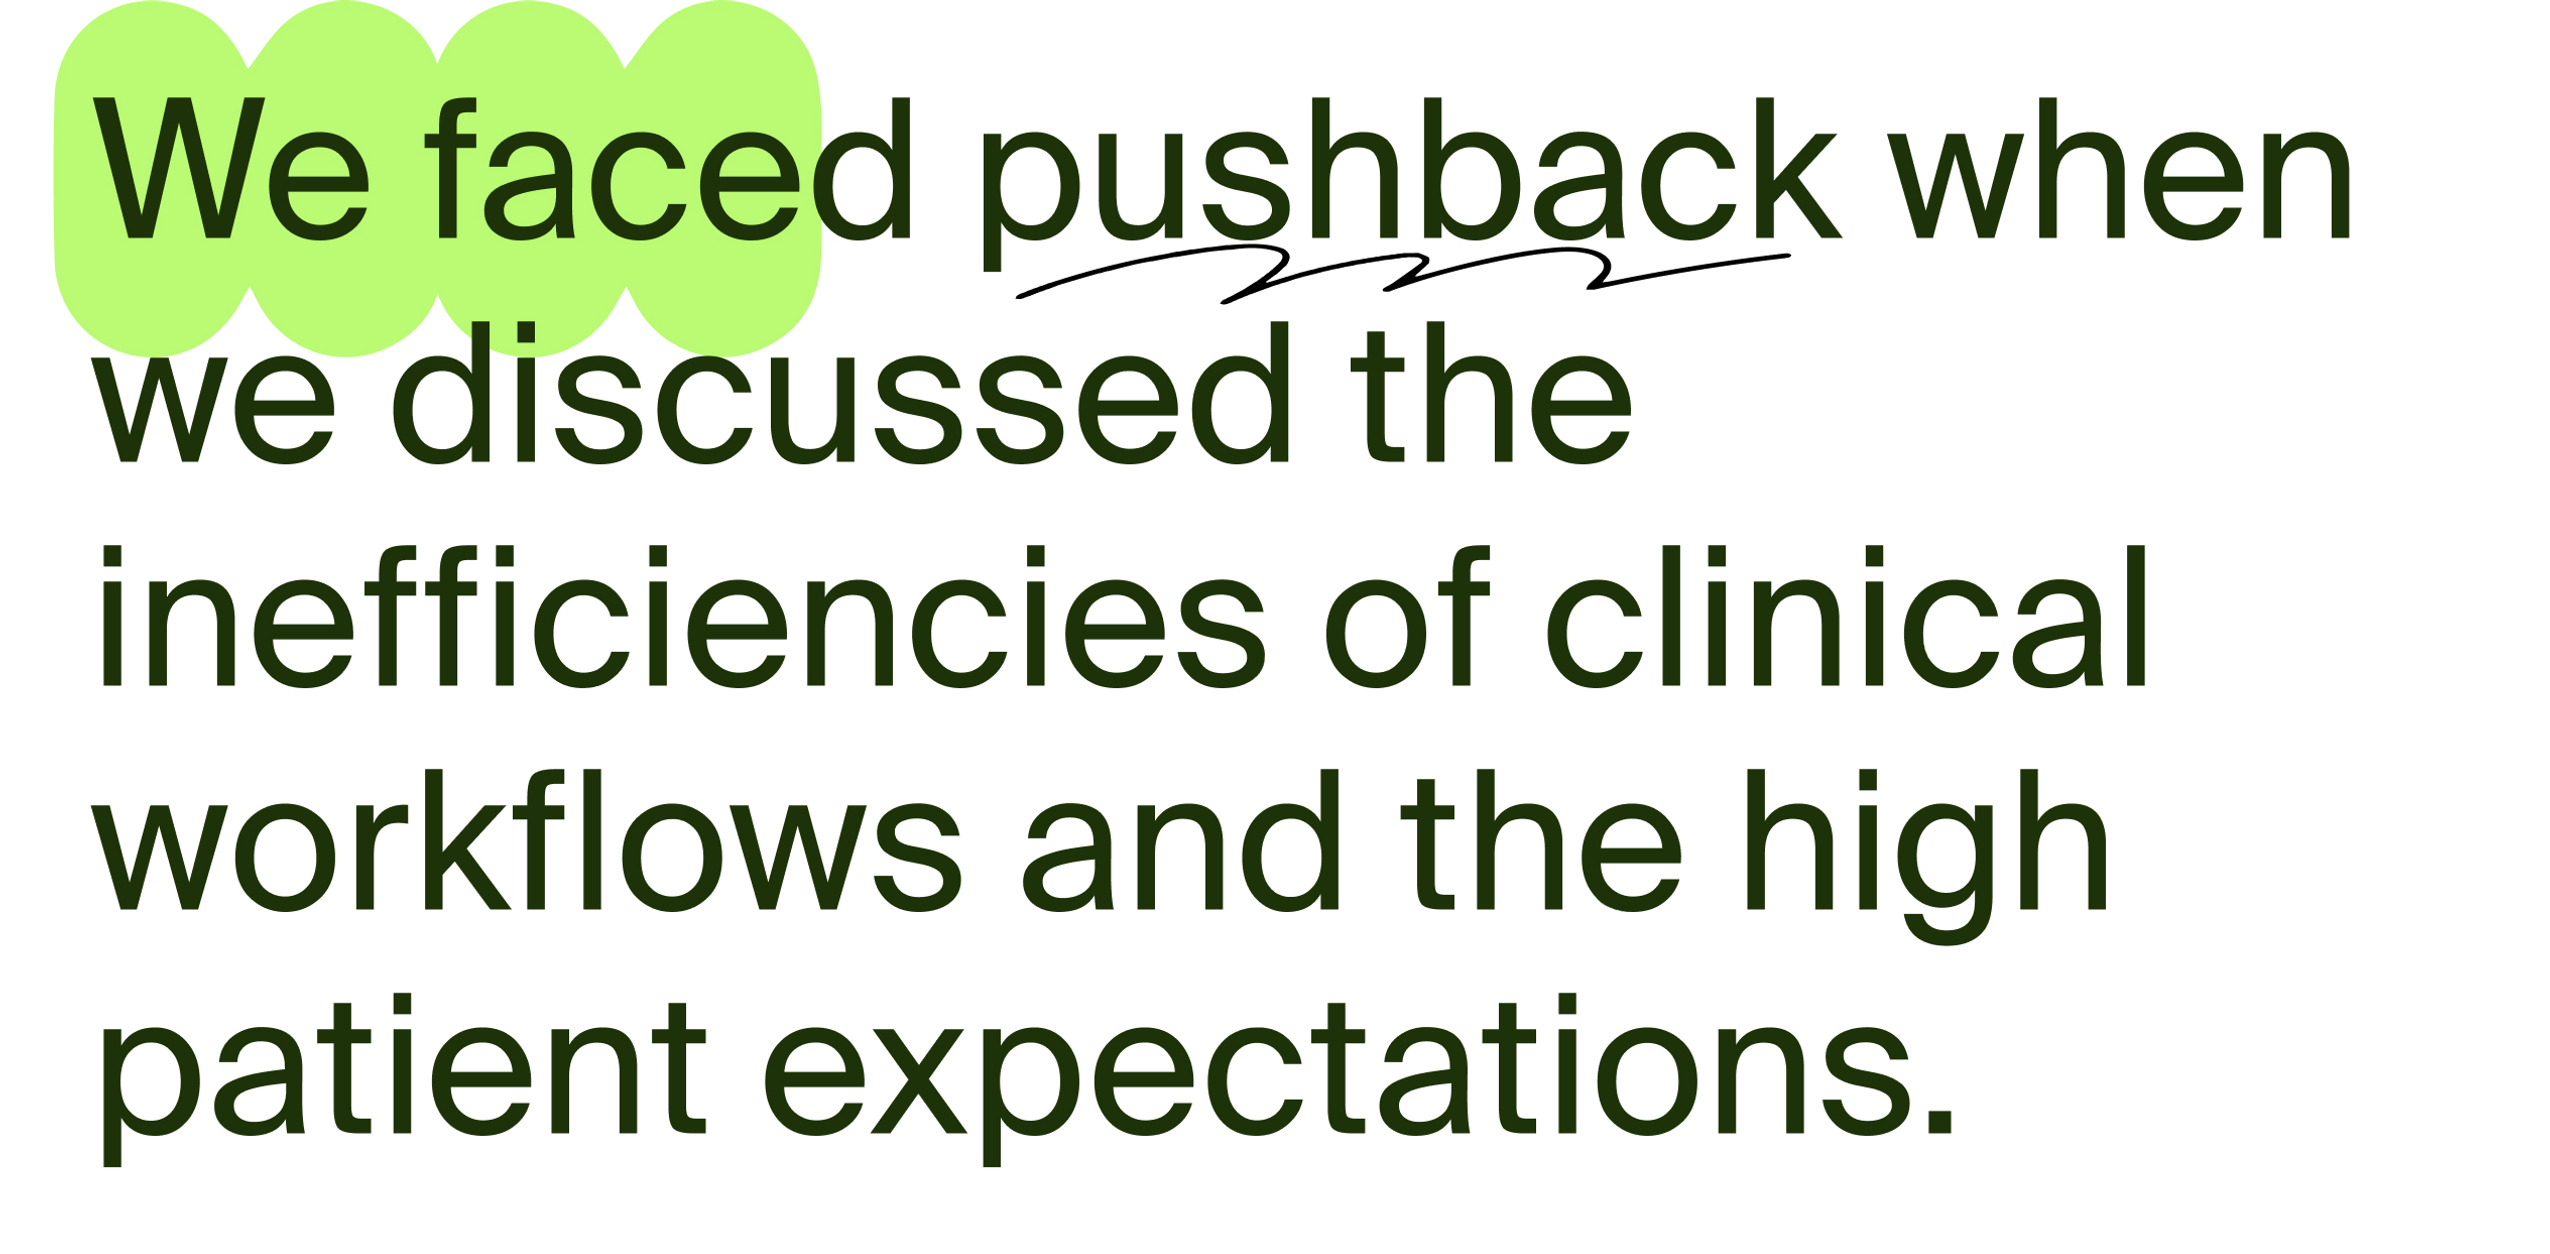 We faced pushback when
we discussed the
inefficiencies of clinical
workflows and the high
patient expectations.